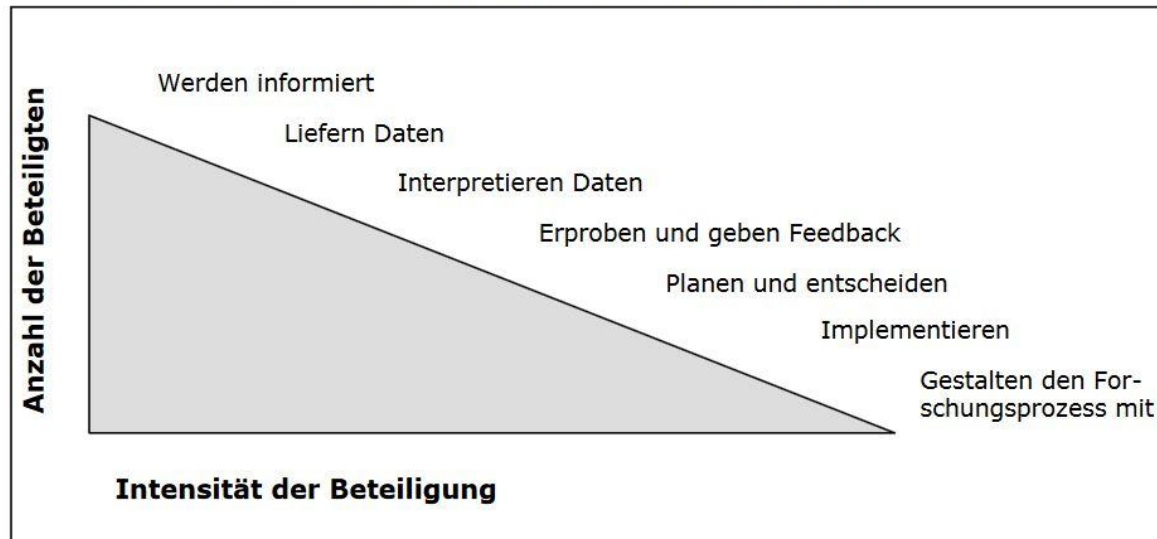 Werden informiert
Liefern Daten
Interpretieren Daten
Erproben und geben Feedback
Planen und entscheiden
Implementieren
Gestalten den For-
schungsprozess mit
Anzahl der Beteiligten
Intensität der Beteiligung